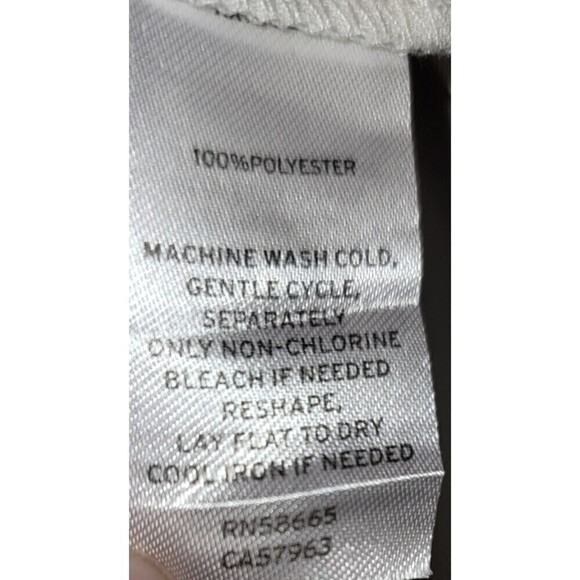 100%POLYESTER
MACHINE WASH COLD,
GENTLE CYCLE,
SEPARATELY
ONLY NON-CHLORINE
BLEACH IF NEEDED
RESHAPE,
LAY FLAT TO DRY
COOL IRON IF NEEDED
RN58665
CA57963